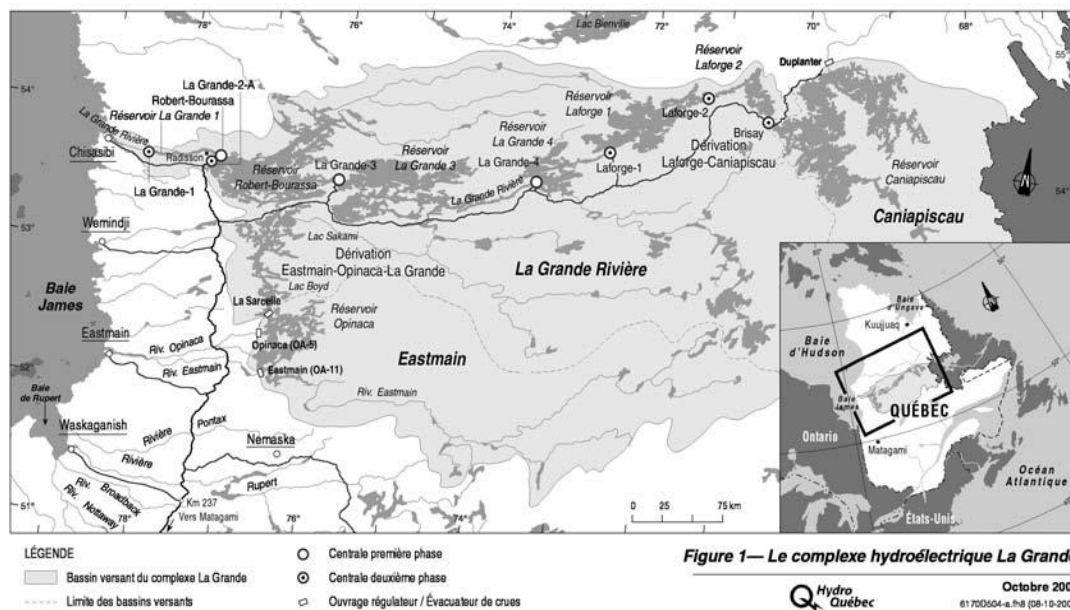 78
76
74
72
70
68
Lac Bienville
55
54°
54°
53°
52°
51°
78°
76°
74°
La Grande-2-A
Robert-Bourassa
Réservoir La Grande 1
La Grande Rivière
Chisasibi
Radisson
La Grande-1
Réservoir
Robert-Bourassa
La Grande-3
Réservoir
La Grande 3
Réservoir
La Grande 4
La Grande-4
La Grande Rivière
Réservoir
Laforge 1
Laforge-1
Réservoir
Laforge 2
Laforge-2
Duplanter
Brisay
Dérivation
Laforge-Caniapiscau
Réservoir
Caniapiscau
Caniapiscau
Wemindji
Lac Sakami
Dérivation
Eastmain-Opinaca-La Grande
Lac Boyd
La Grande Rivière
Baie
James
La Sarcelle
Réservoir
Opinaca
Opinaca (OA-5)
Eastmain (OA-11)
Eastmain
Eastmain
Riv. Opinaca
Riv. Eastmain
Riv. Eastmain
Baie
de Rupert
Waskaganish
Rivière
Pontax
Nemaska
Rivière
Rupert
Riv. Broadback
Riv. Nottaway
Km 237
Vers Matagami
0 25 50 75 km
Baie
d'Ungava
Kuujjuaq
Baie
d'Hudson
Baie
James
QUÉBEC
Ontario
Matagami
Océan
Atlantique
États-Unis
LÉGENDE
Bassin versant du complexe La Grande
Limite des bassins versants
Centrale première phase
Centrale deuxième phase
Ouvrage régulateur / Évacuateur de crues
Figure 1— Le complexe hydroélectrique La Grande
Hydro
Québec
Octobre 200
6170D504-a.fh8 (08-10-200